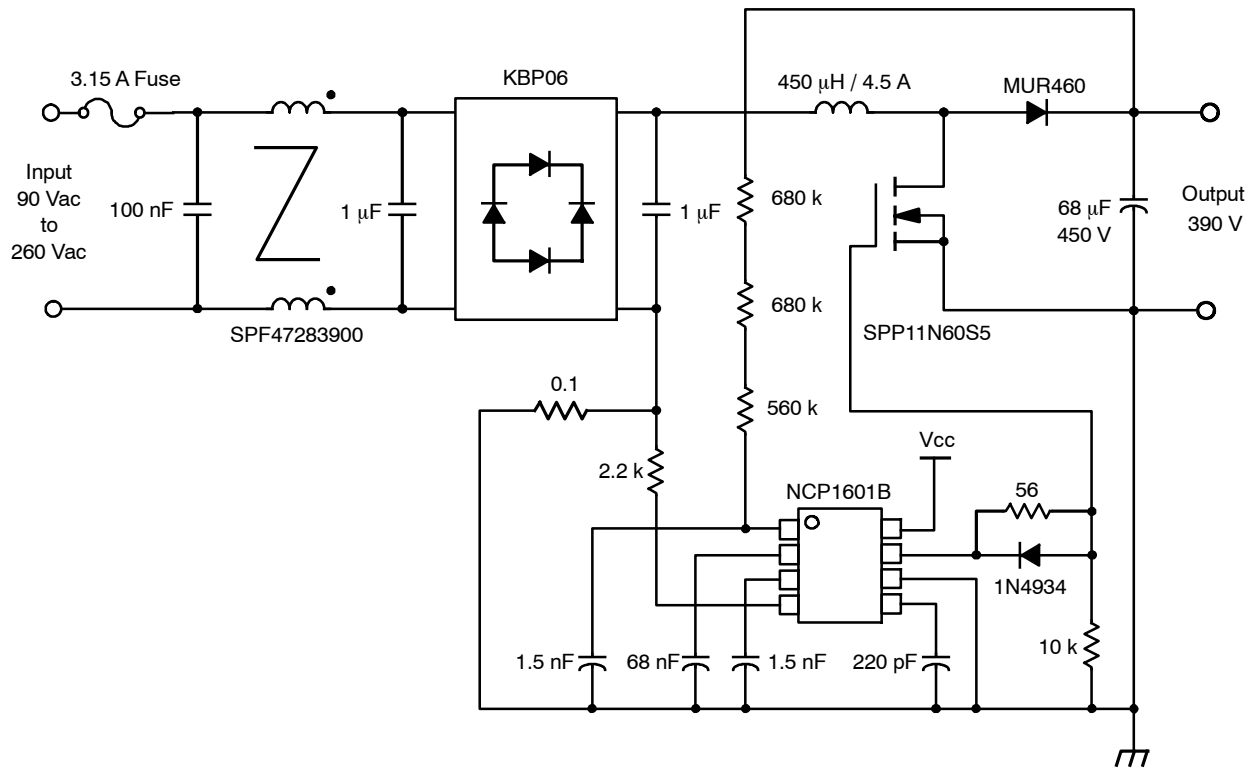 3.15 A Fuse
KBP06
450 μH / 4.5 A
MUR460
Input
90 Vac
to
260 Vac
100 nF
1 μF
1 μF
680 k
68 μF
450 V
Output
390 V
680 k
SPF47283900
SPP11N60S5
0.1
560 k
Vcc
2.2 k
NCP1601B
56
1N4934
1.5 nF
68 nF
1.5 nF
220 pF
10 k